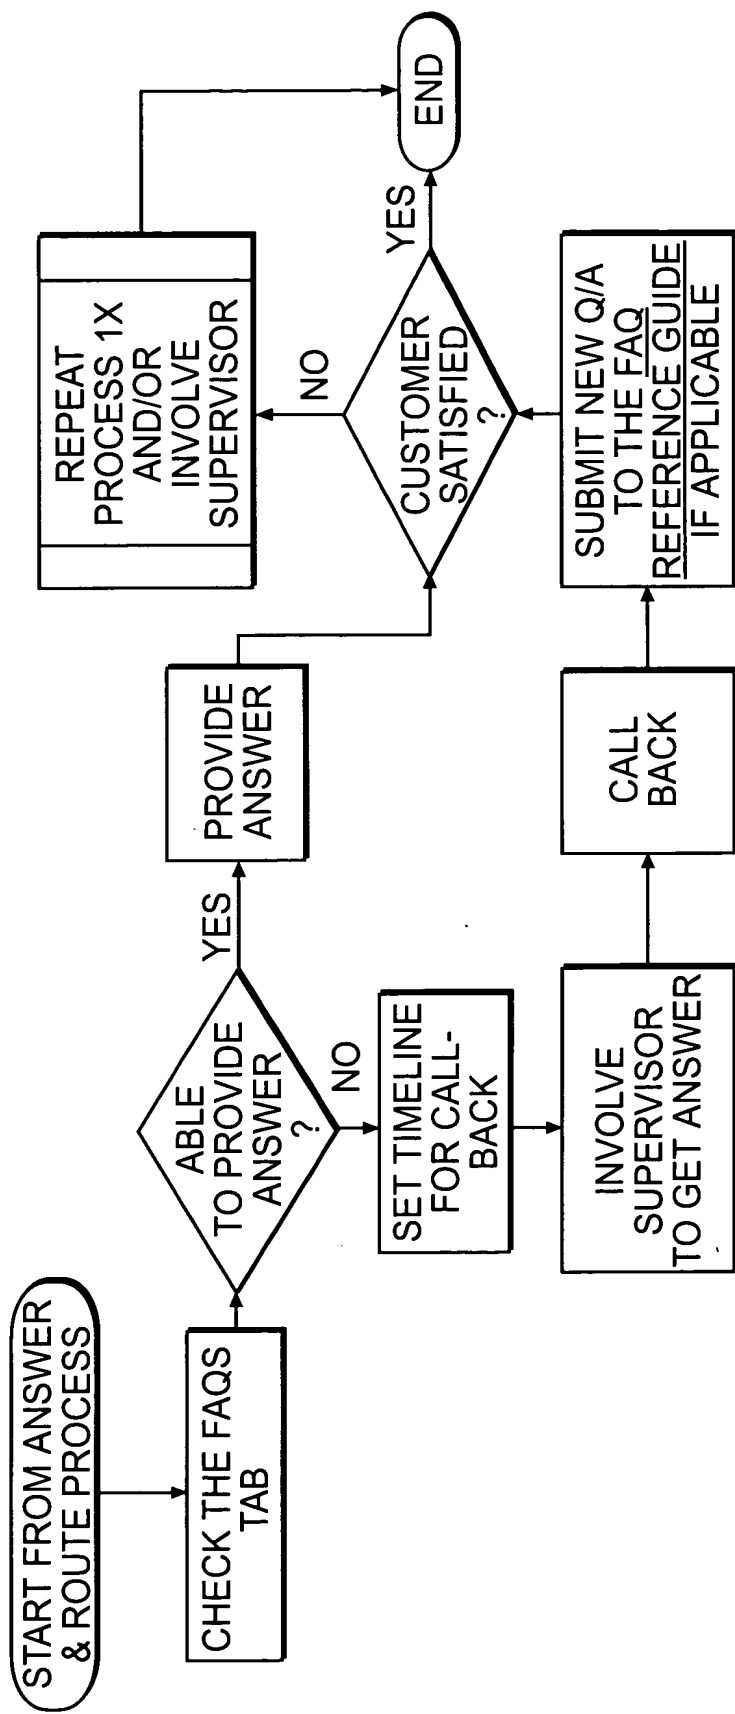 START FROM ANSWER
& ROUTE PROCESS
CHECK THE FAQS
TAB
ABLE
TO PROVIDE
ANSWER
?
YES
NO
PROVIDE
ANSWER
SET TIMELINE
FOR CALL-
BACK
INVOLVE
SUPERVISOR
TO GET ANSWER
CALL
BACK
SUBMIT NEW Q/A
TO THE FAQ
REFERENCE GUIDE
IF APPLICABLE
CUSTOMER
SATISFIED
?
NO
YES
REPEAT
PROCESS 1X
AND/OR
INVOLVE
SUPERVISOR
END